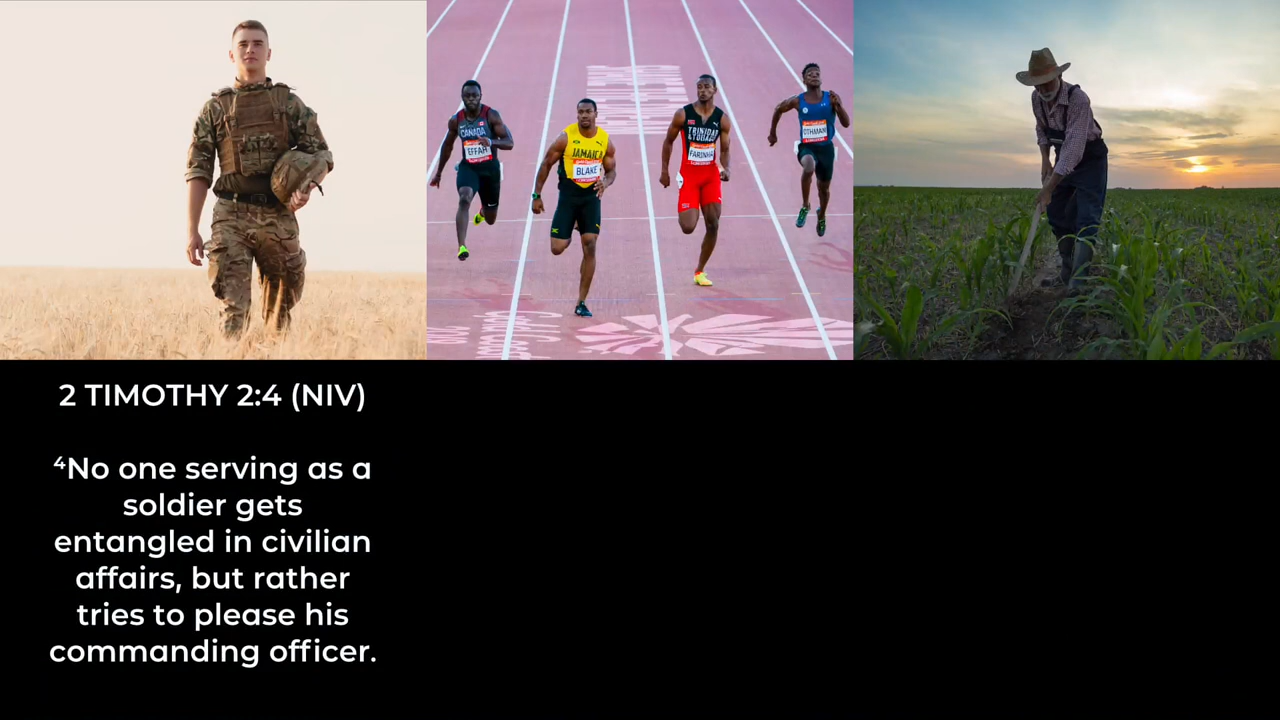 CANADA
EFFAH
JAMAICA
BLAKE
TRINIDAD
& TOBAGO
FARINHA
OTHMAN
2 TIMOTHY 2:4 (NIV)
⁴No one serving as a
soldier gets
entangled in civilian
affairs, but rather
tries to please his
commanding officer.